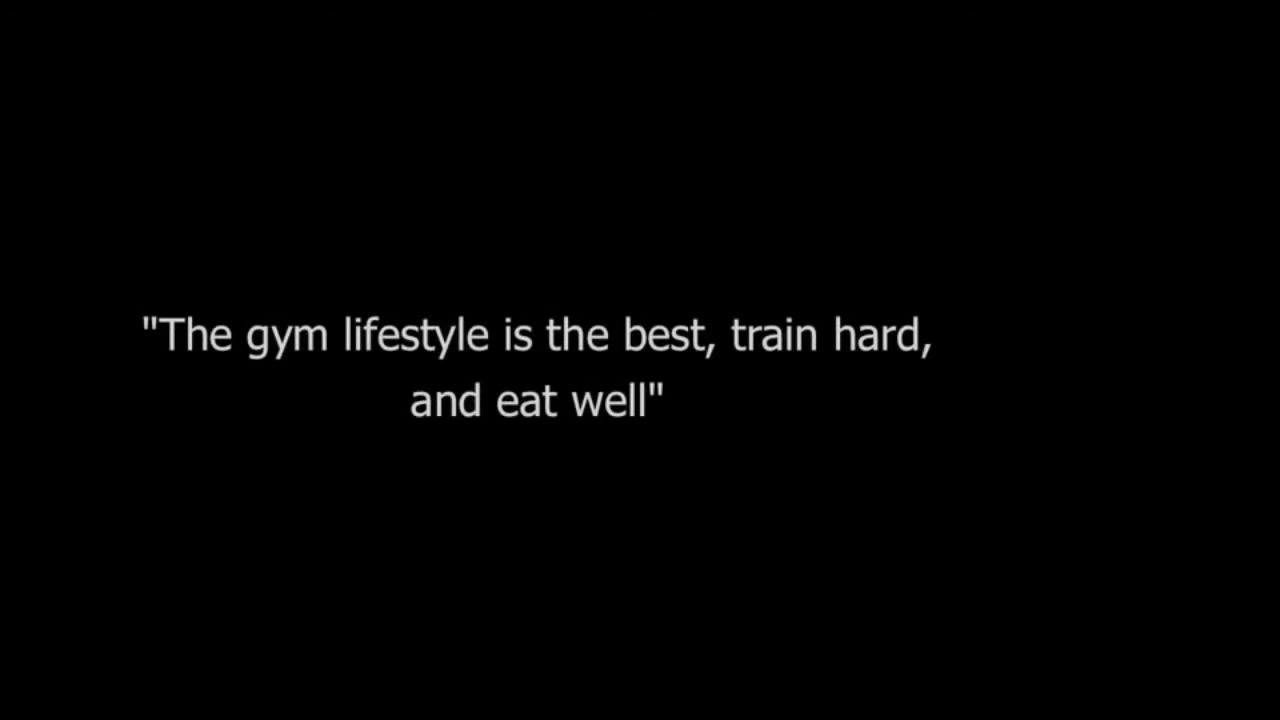 "The gym lifestyle is the best, train hard,
and eat well"